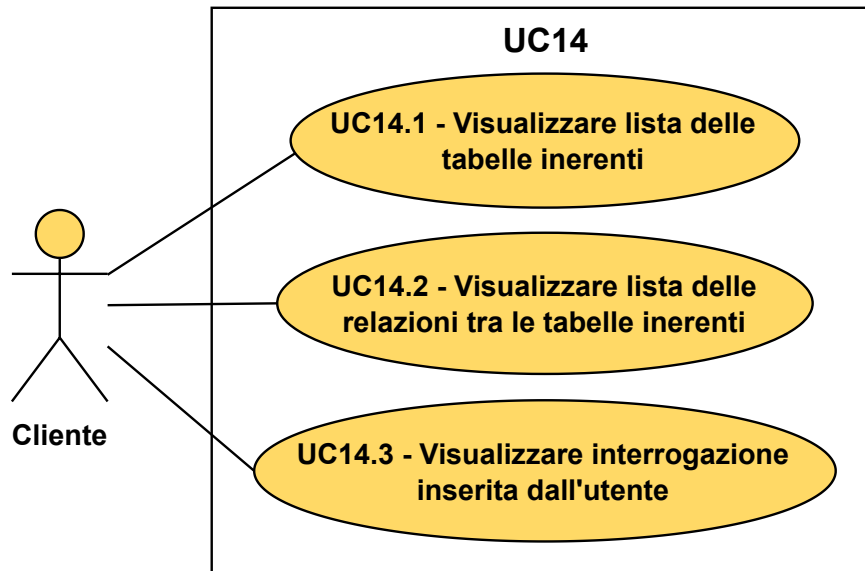 UC14
UC14.1 - Visualizzare lista delle
tabelle inerenti
UC14.2 - Visualizzare lista delle
relazioni tra le tabelle inerenti
Cliente
UC14.3 - Visualizzare interrogazione
inserita dall'utente